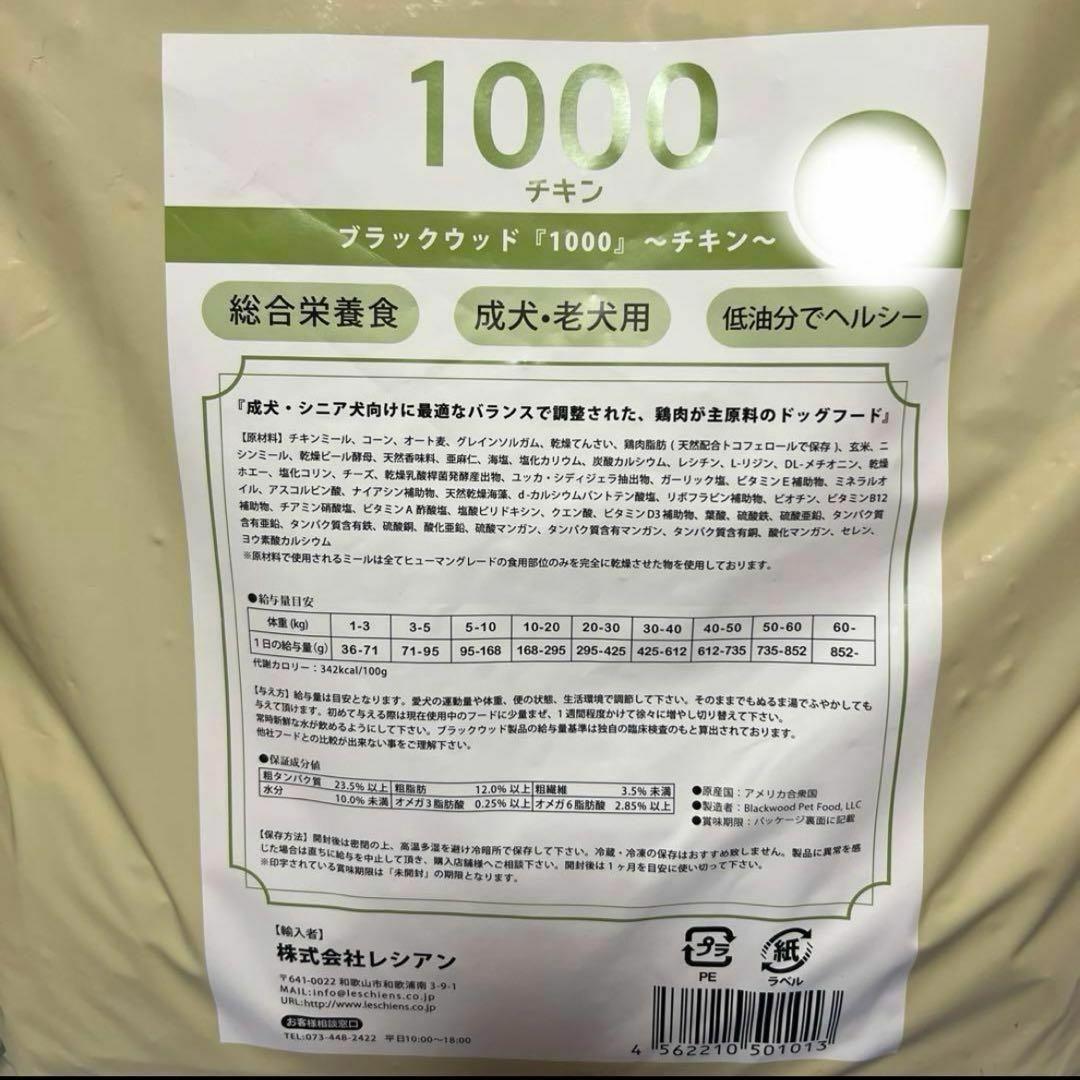 1000
チキン
ブラックウッド『1000』～チキン～
総合栄養食 成犬・老犬用 低油分でヘルシー
『成犬・シニア犬向けに最適なバランスで調整された、鶏肉が主原料のドッグフード』
【原材料】チキンミール、コーン、オート麦、グレインソルガム、乾燥てんさい、鶏肉脂肪(天然配合トコフェロールで保存)、玄米、ニ
シンミール、乾燥ビール酵母、天然香味料、亜麻仁、海塩、塩化カリウム、炭酸カルシウム、レシチン、L-リジン、DL-メチオニン、乾燥
ホエー、塩化コリン、チーズ、乾燥乳酸桿菌発酵産出物、ユッカ・シディジェラ抽出物、ガーリック塩、ビタミンE補助物、ミネラルオ
イル、アスコルビン酸、ナイアシン補助物、天然乾燥海藻、d-カルシウムパントテン酸塩、リボフラビン補助物、ビオチン、ビタミンB12
補助物、チアミン硝酸塩、ビタミンA酢酸塩、塩酸ピリドキシン、クエン酸、ビタミンD3補助物、葉酸、硫酸鉄、硫酸亜鉛、タンパク質
含有亜鉛、タンパク質含有鉄、硫酸銅、酸化亜鉛、硫酸マンガン、タンパク質含有マンガン、タンパク質含有銅、酸化マンガン、セレン、
ヨウ素酸カルシウム
※原材料で使用されるミールは全てヒューマングレードの食用部位のみを完全に乾燥させた物を使用しております。
●給与量目安
体重(kg) 1-3 3-5 5-10 10-20 20-30 30-40 40-50 50-60 60-
1日の給与量(g) 36-71 71-95 95-168 168-295 295-425 425-612 612-735 735-852 852-
代謝カロリー：342kcal/100g
【与え方】給与量は目安となります。愛犬の運動量や体重、便の状態、生活環境で調節して下さい。そのままでもぬるま湯でふやかしても
与えて頂けます。初めて与える際は現在使用中のフードに少量まぜ、1週間程度かけて徐々に増やし切り替えて下さい。
常時新鮮な水が飲めるようにして下さい。ブラックウッド製品の給与量基準は独自の臨床検査のもと算出されております。
他社フードとの比較が出来ない事をご理解下さい。
●保証成分値
粗タンパク質 23.5%以上 粗脂肪 12.0%以上 粗繊維 3.5%未満
水分 10.0%未満 オメガ3脂肪酸 0.25%以上 オメガ6脂肪酸 2.85%以上
●原産国：アメリカ合衆国
●製造者：Blackwood Pet Food, LLC
●賞味期限：パッケージ裏面に記載
【保存方法】開封後は密閉の上、高温多湿を避け冷暗所で保存して下さい。冷蔵・冷凍の保存はおすすめ致しません。製品に異常を感
じた場合は直ちに給与を中止して頂き、購入店舗様へご相談下さい。開封後は1ヶ月を目安に使い切って下さい。
※印字されている賞味期限は「未開封」の期限となります。
【輸入者】
株式会社レシアン
〒641-0022 和歌山市和歌浦南3-9-1
MAIL:info@leschiens.co.jp
URL:http://www.leschiens.co.jp
お客様相談窓口
TEL:073-448-2422 平日10:00～18:00
プラ
PE
紙
ラベル
4 562210 501013